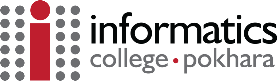 informatics
college • pokhara